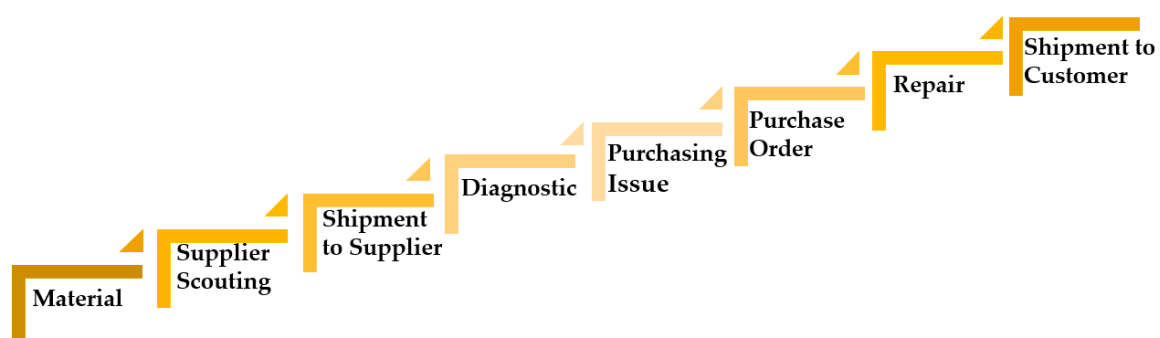 Material
Supplier
Scouting
Shipment
to Supplier
Diagnostic
Purchasing
Issue
Purchase
Order
Repair
Shipment to
Customer